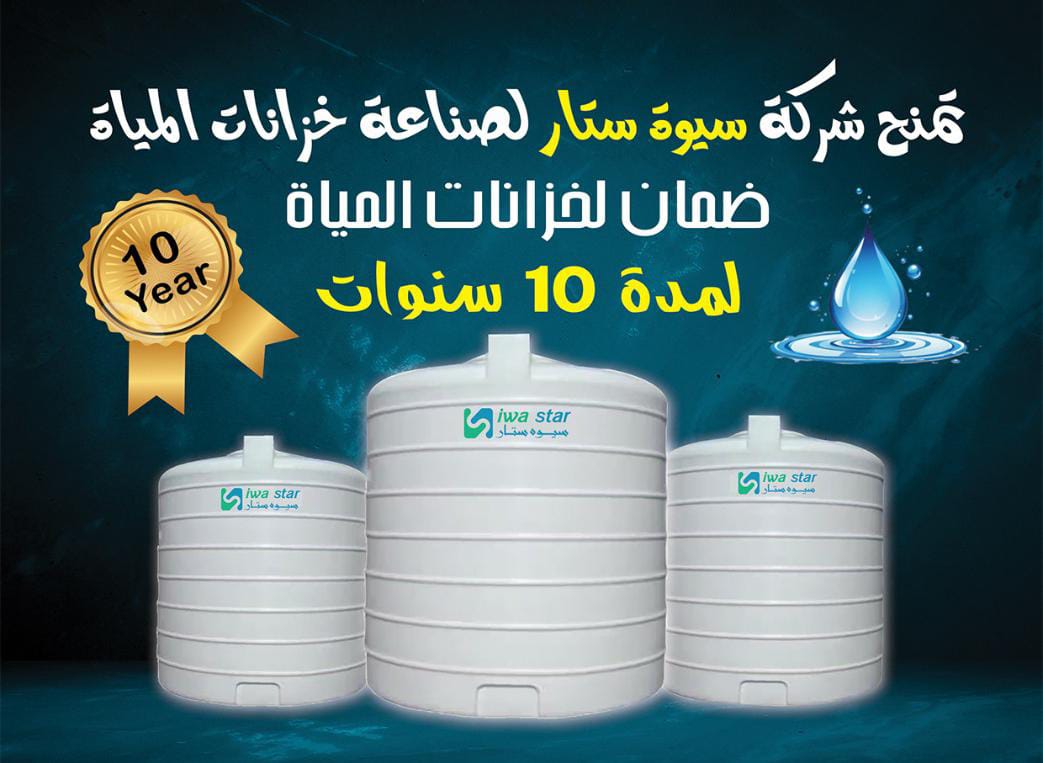 تمنح شركة سيوة ستار لصناعة خزانات المياة
ضمان لخزانات المياة
لمدة 10 سنوات
10
Year
iwa star
سيوه ستار
iwa star
سيوه ستار
iwa star
سيوه ستار